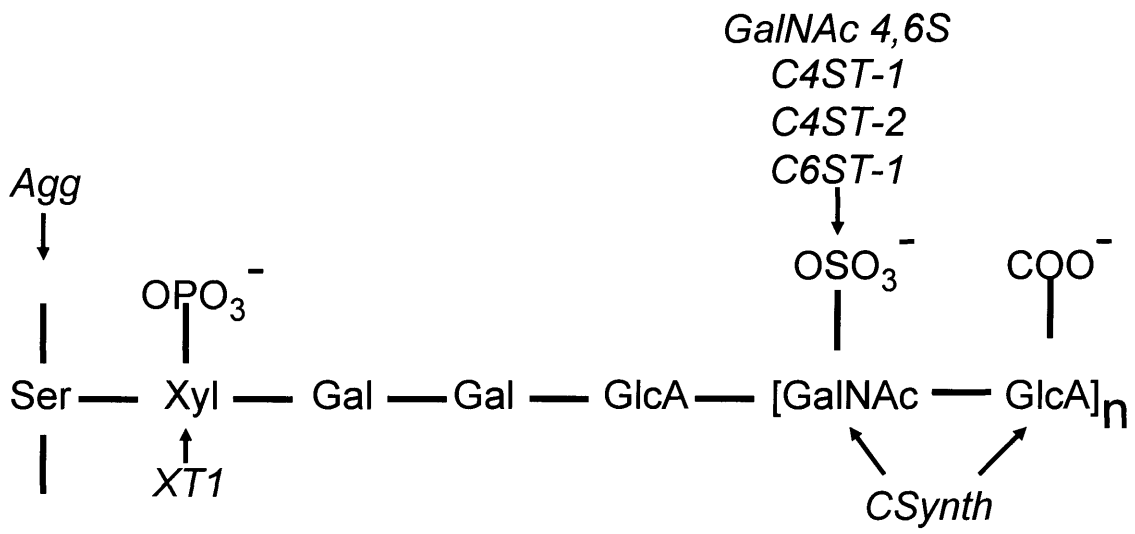 GalNAc 4,6S
C4ST-1
C4ST-2
C6ST-1
Agg
OPO3-
OSO3-
COO-
Ser Xyl Gal Gal GlcA [GalNAc GlcA]n
XT1
CSynth